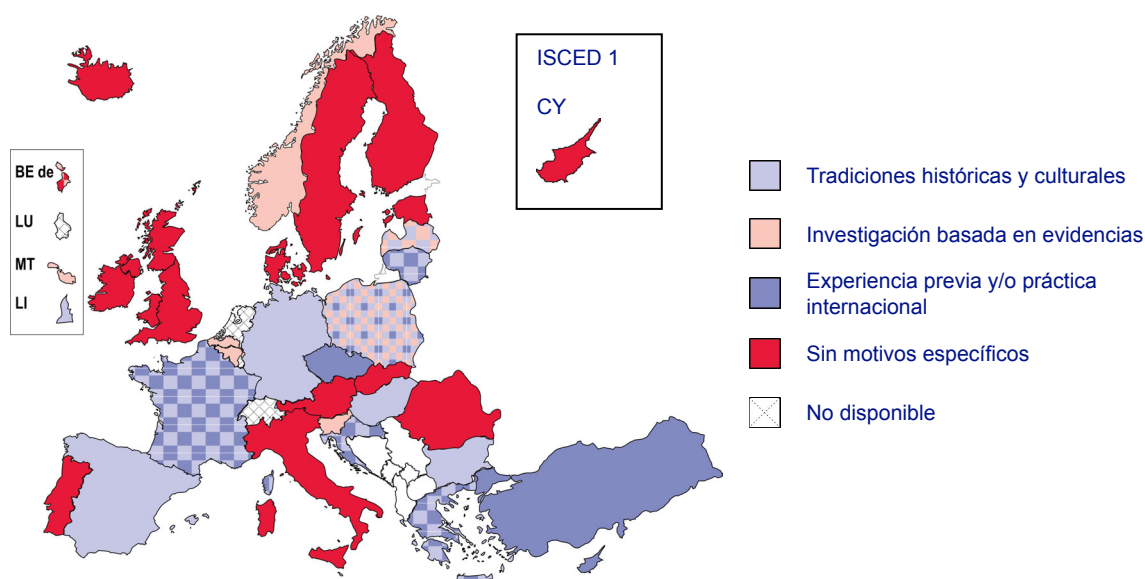 ISCED 1
CY
BE de
LU
MT
LI
Tradiciones históricas y culturales
Investigación basada en evidencias
Experiencia previa y/o práctica
internacional
Sin motivos específicos
No disponible